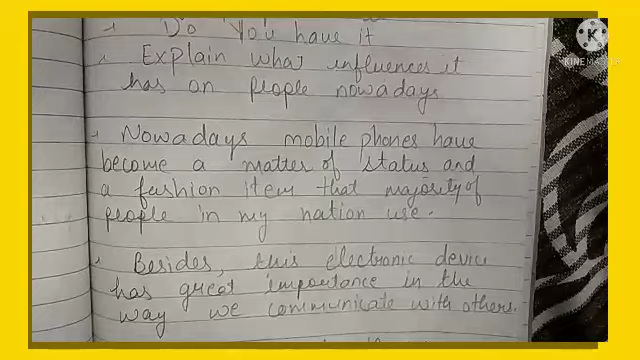 Do You have it
Explain what influences it
has on people nowadays
Nowadays mobile phones have
become a matter of status and
a fashion item that majority of
people in my nation use.
Besides, this electronic device
has great importance in the
way we communicate with others.
K
KINEMASTER